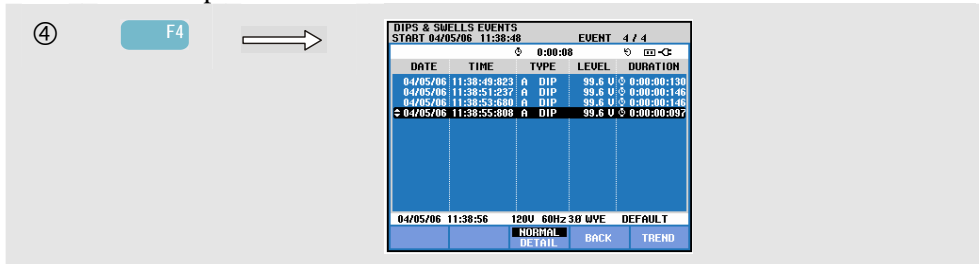 ④ F4
DIPS & SWELLS EVENTS
START 04/05/06 11:38:48 EVENT 4 / 4
0:00:08
DATE TIME TYPE LEVEL DURATION
04/05/06 11:38:49:823 A DIP 99.6 V 0:00:00:130
04/05/06 11:38:51:237 A DIP 99.6 V 0:00:00:146
04/05/06 11:38:53:680 A DIP 99.6 V 0:00:00:146
04/05/06 11:38:55:808 A DIP 99.6 V 0:00:00:097
04/05/06 11:38:56 120V 60Hz 3Ø WYE DEFAULT
NORMAL
DETAIL BACK TREND